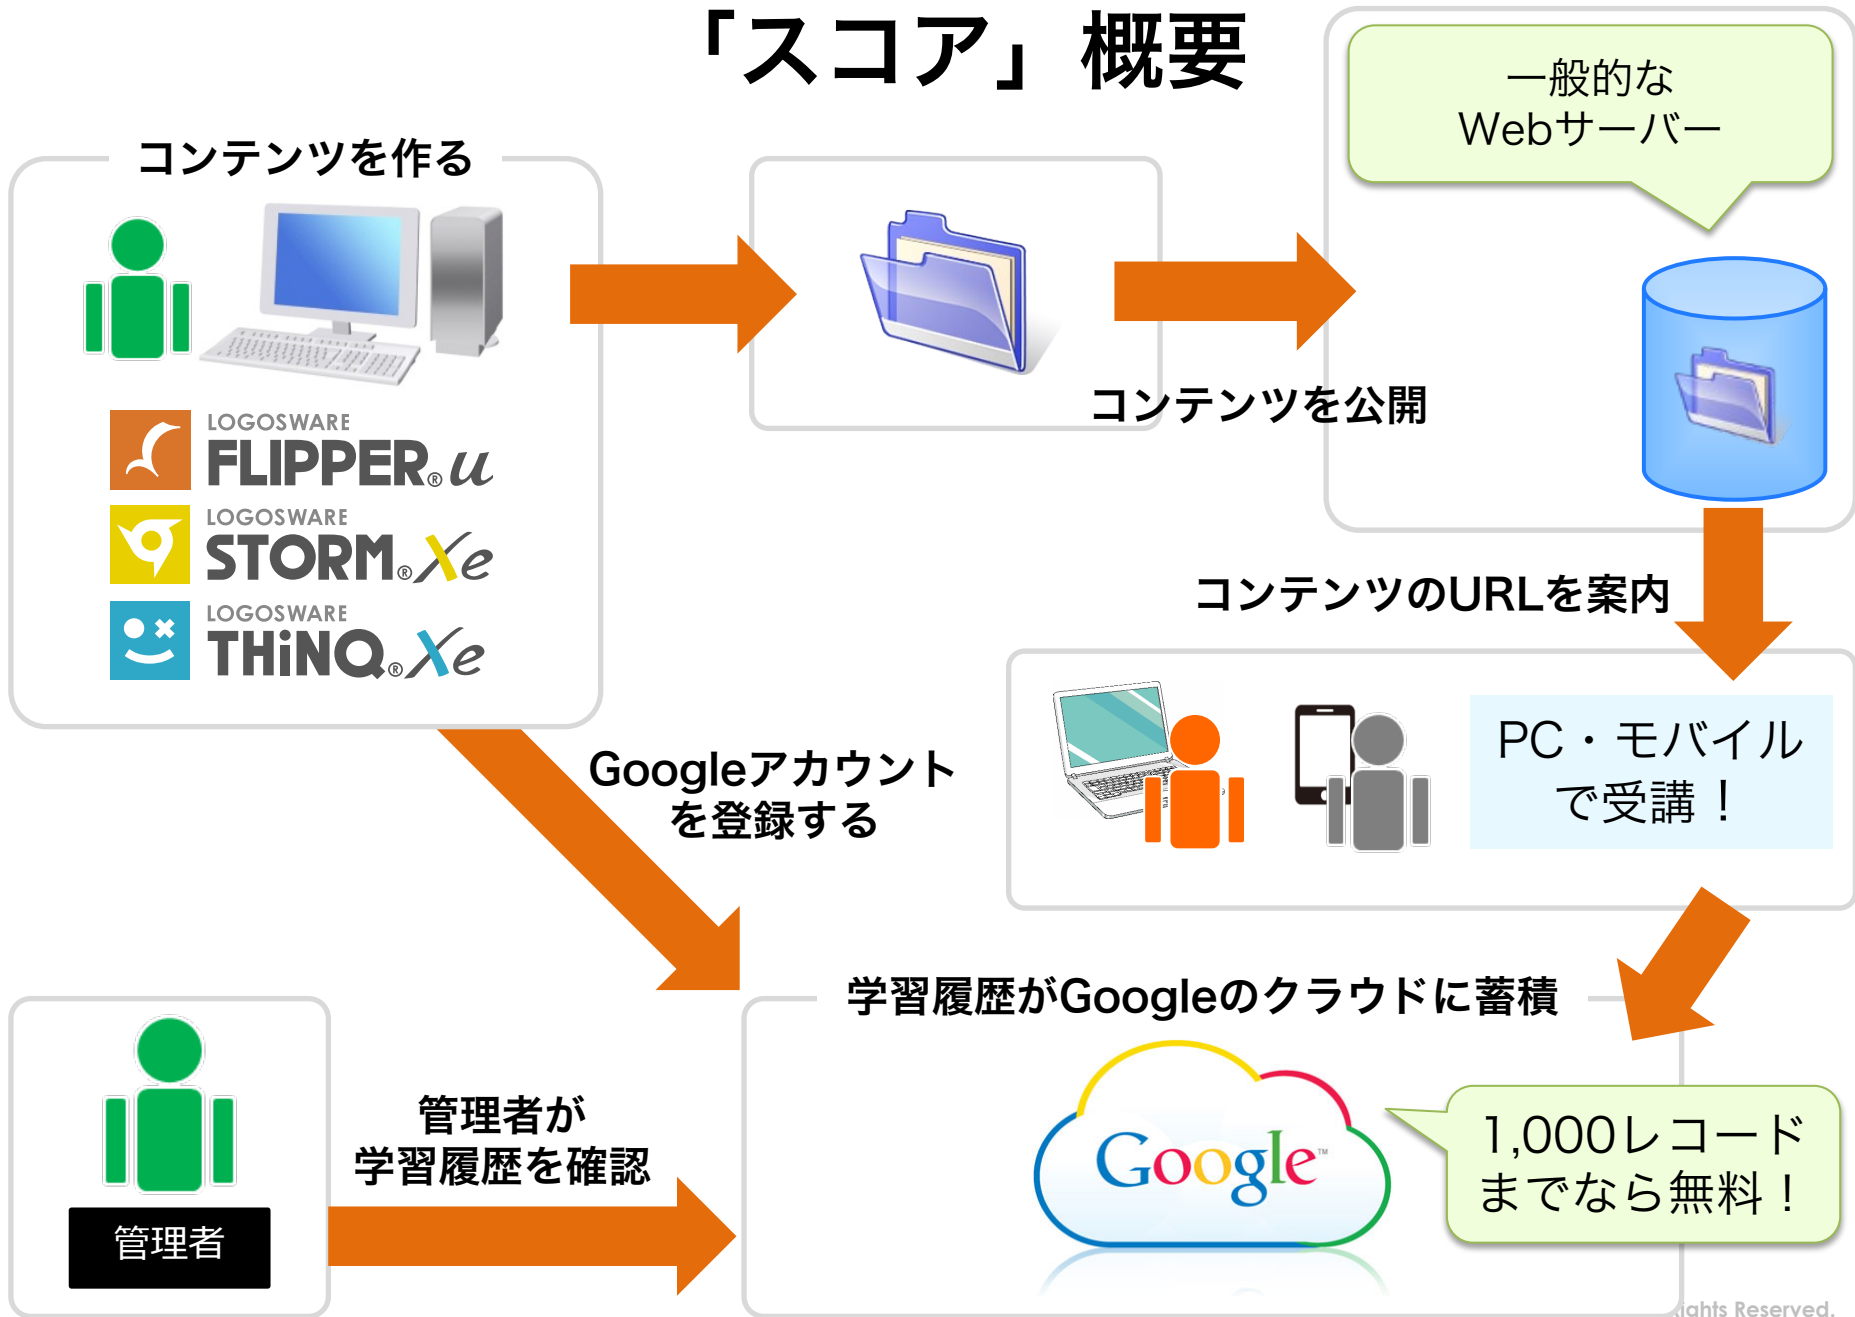 「スコア」概要
一般的な
Webサーバー
コンテンツを作る
LOGOSWARE
FLIPPER® u
LOGOSWARE
STORM® Xe
LOGOSWARE
THiNQ® Xe
コンテンツを公開
コンテンツのURLを案内
PC・モバイル
で受講！
Googleアカウント
を登録する
学習履歴がGoogleのクラウドに蓄積
管理者が
学習履歴を確認
管理者
Google™
1,000レコード
までなら無料！
Reserved.